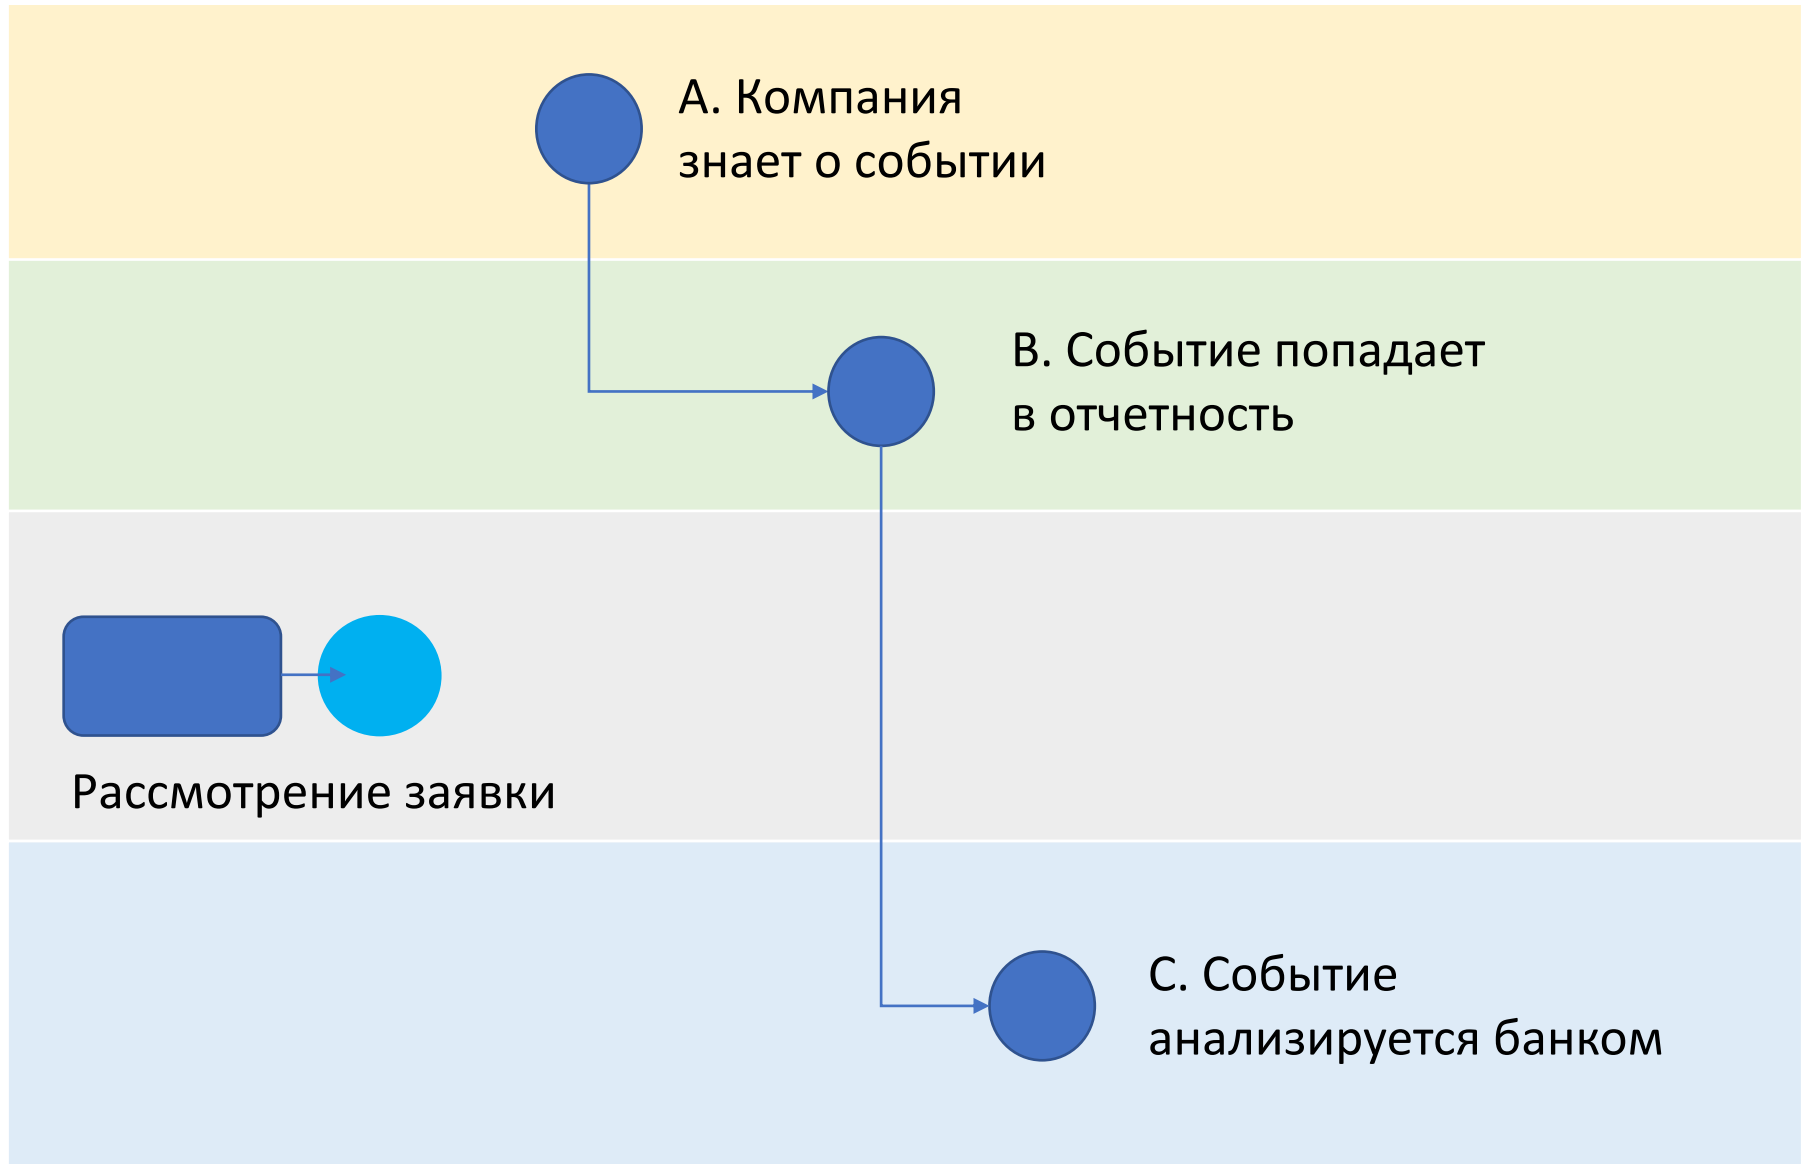 А. Компания
знает о событии
В. Событие попадает
в отчетность
Рассмотрение заявки
С. Событие
анализируется банком